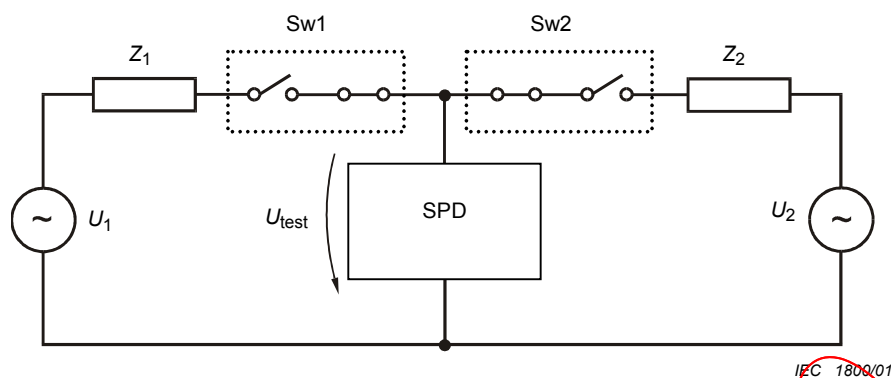 Sw1
Sw2
Z1
Z2
U1
~
Utest
SPD
U2
~
IEC 1800/01